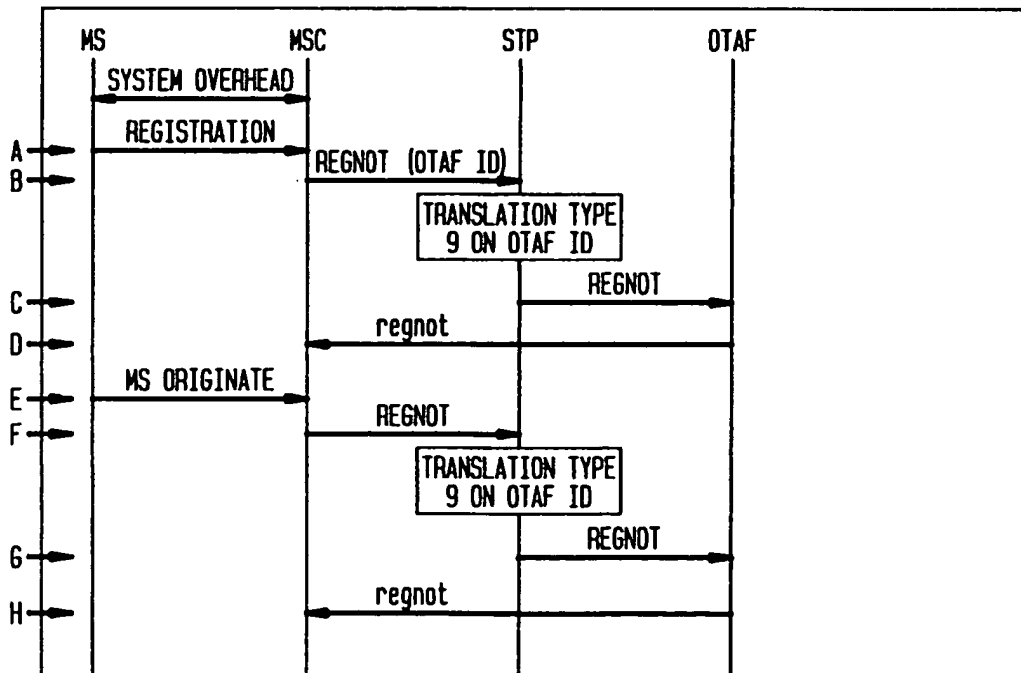 MS MSC STP OTAF
SYSTEM OVERHEAD
A REGISTRATION
B REGNOT (OTAF ID)
TRANSLATION TYPE
9 ON OTAF ID
C REGNOT
D regnot
E MS ORIGINATE
F REGNOT
TRANSLATION TYPE
9 ON OTAF ID
G REGNOT
H regnot